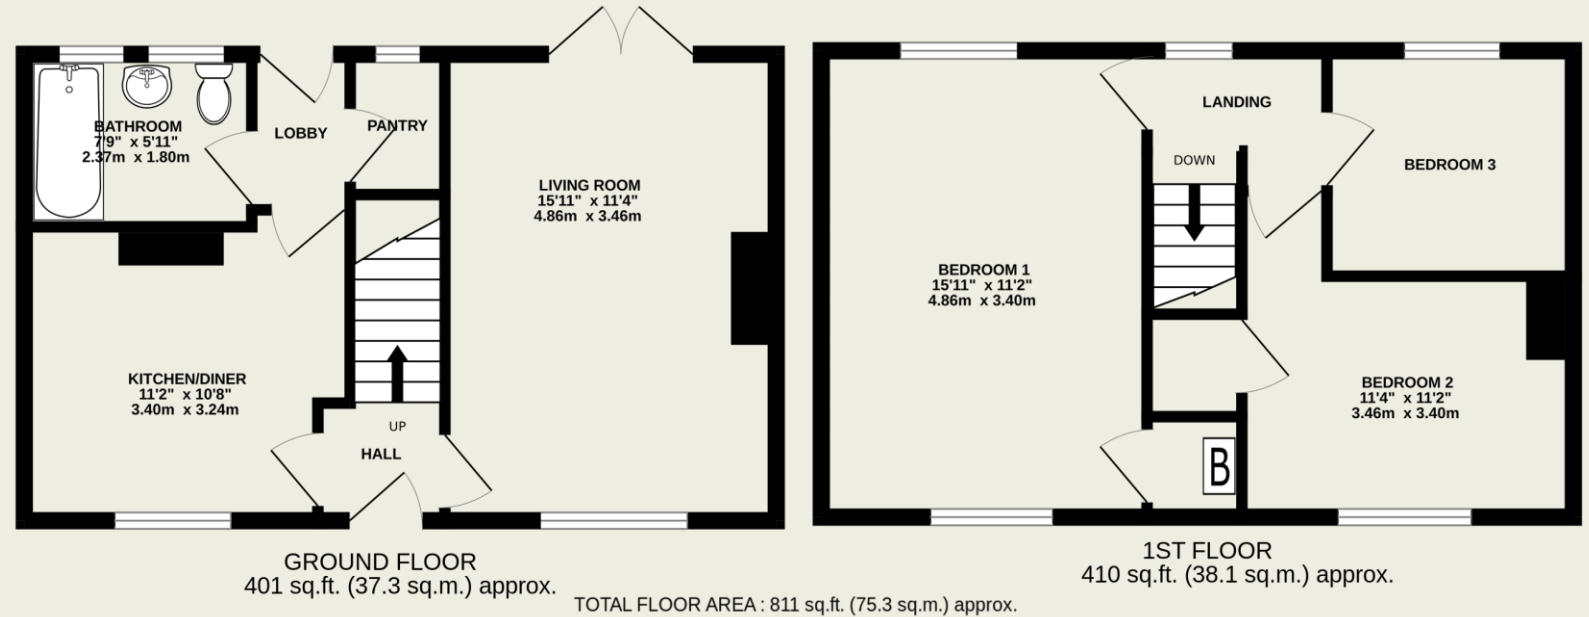 BATHROOM
7'9" x 5'11"
2.37m x 1.80m
LOBBY
PANTRY
LIVING ROOM
15'11" x 11'4"
4.86m x 3.46m
KITCHEN/DINER
11'2" x 10'8"
3.40m x 3.24m
UP
HALL
GROUND FLOOR
401 sq.ft. (37.3 sq.m.) approx.
LANDING
DOWN
BEDROOM 3
BEDROOM 1
15'11" x 11'2"
4.86m x 3.40m
BEDROOM 2
11'4" x 11'2"
3.46m x 3.40m
B
1ST FLOOR
410 sq.ft. (38.1 sq.m.) approx.
TOTAL FLOOR AREA : 811 sq.ft. (75.3 sq.m.) approx.